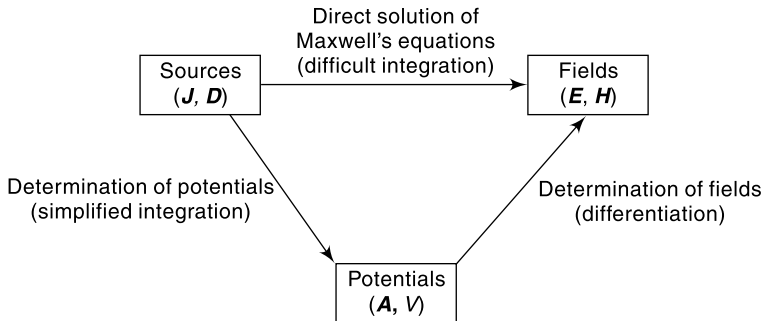 Direct solution of
Maxwell's equations
(difficult integration)
Sources
(J, D)
Fields
(E, H)
Determination of potentials
(simplified integration)
Determination of fields
(differentiation)
Potentials
(A, V)